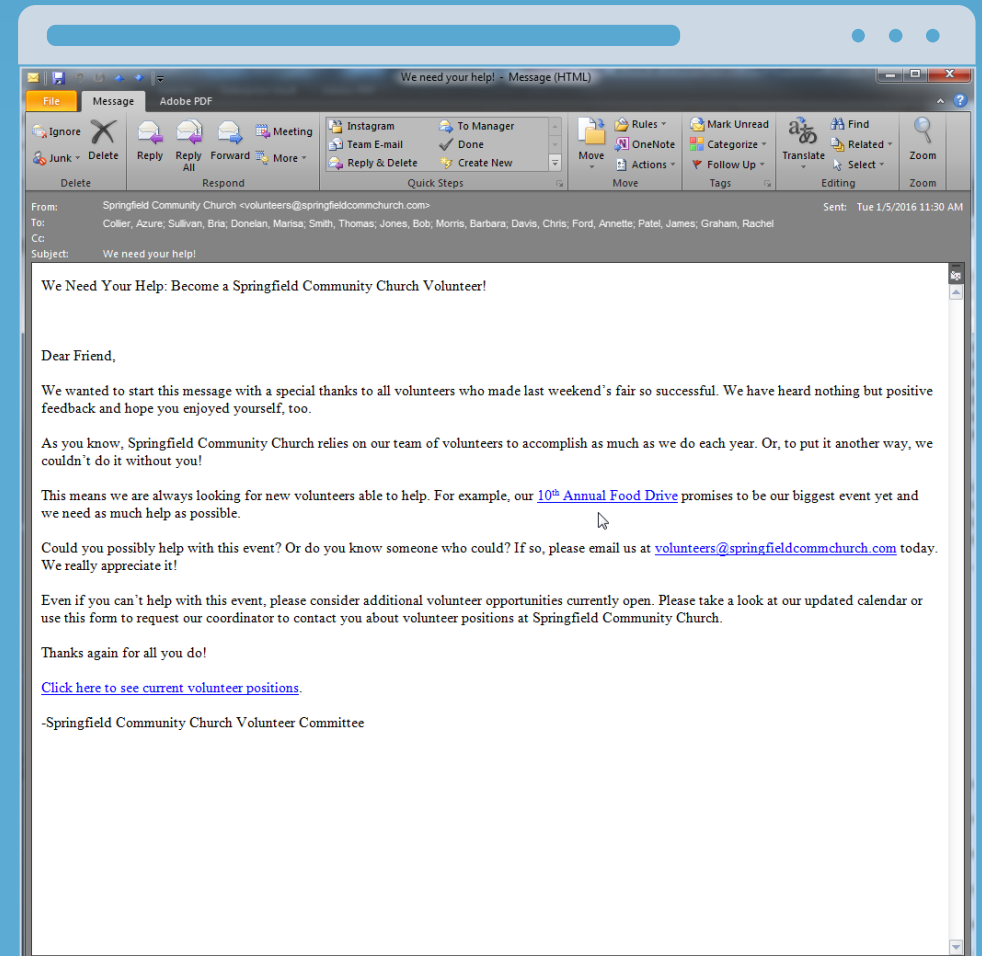 We need your help! - Message (HTML)
File Message Adobe PDF
Ignore
Junk
Delete
Reply
Reply All
Forward
Meeting
More
Instagram
Team E-mail
Reply & Delete
To Manager
Done
Create New
Move
Rules
OneNote
Actions
Mark Unread
Categorize
Follow Up
Translate
Find
Related
Select
Zoom
Delete Respond Quick Steps Move Tags Editing Zoom
From: Springfield Community Church <volunteers@springfieldcommchurch.com> Sent: Tue 1/5/2016 11:30 AM
To: Collier, Azure; Sullivan, Bria; Donelan, Marisa; Smith, Thomas; Jones, Bob; Morris, Barbara; Davis, Chris; Ford, Annette; Patel, James; Graham, Rachel
Cc:
Subject: We need your help!
We Need Your Help: Become a Springfield Community Church Volunteer!
Dear Friend,
We wanted to start this message with a special thanks to all volunteers who made last weekend’s fair so successful. We have heard nothing but positive
feedback and hope you enjoyed yourself, too.
As you know, Springfield Community Church relies on our team of volunteers to accomplish as much as we do each year. Or, to put it another way, we
couldn’t do it without you!
This means we are always looking for new volunteers able to help. For example, our 10th Annual Food Drive promises to be our biggest event yet and
we need as much help as possible.
Could you possibly help with this event? Or do you know someone who could? If so, please email us at volunteers@springfieldcommchurch.com today.
We really appreciate it!
Even if you can’t help with this event, please consider additional volunteer opportunities currently open. Please take a look at our updated calendar or
use this form to request our coordinator to contact you about volunteer positions at Springfield Community Church.
Thanks again for all you do!
Click here to see current volunteer positions.
-Springfield Community Church Volunteer Committee